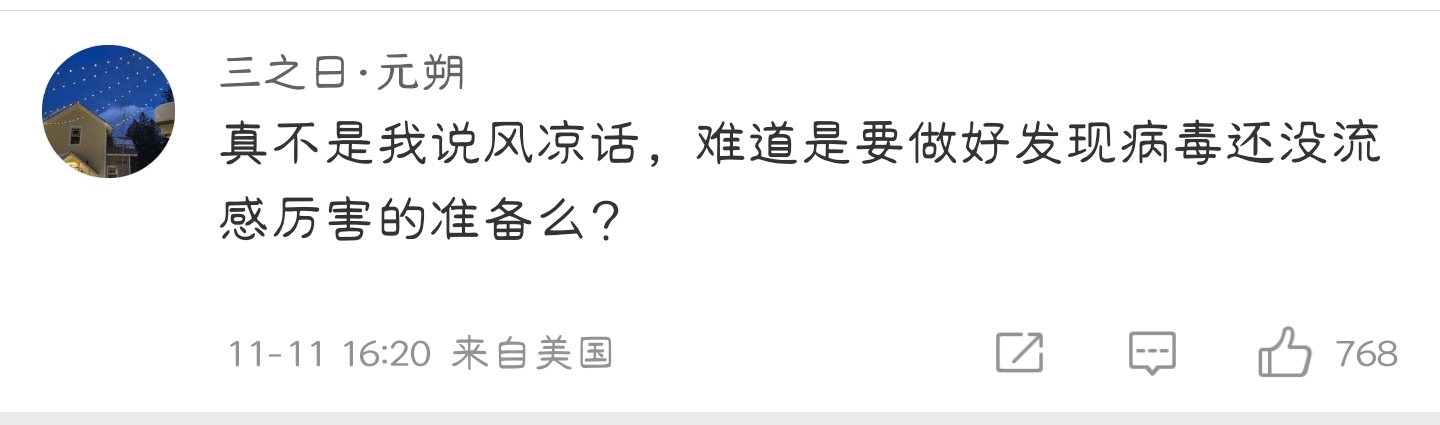 三之日·元朔
真不是我说风凉话，难道是要做好发现病毒还没流
感厉害的准备么？
11-11 16:20 来自美国 768